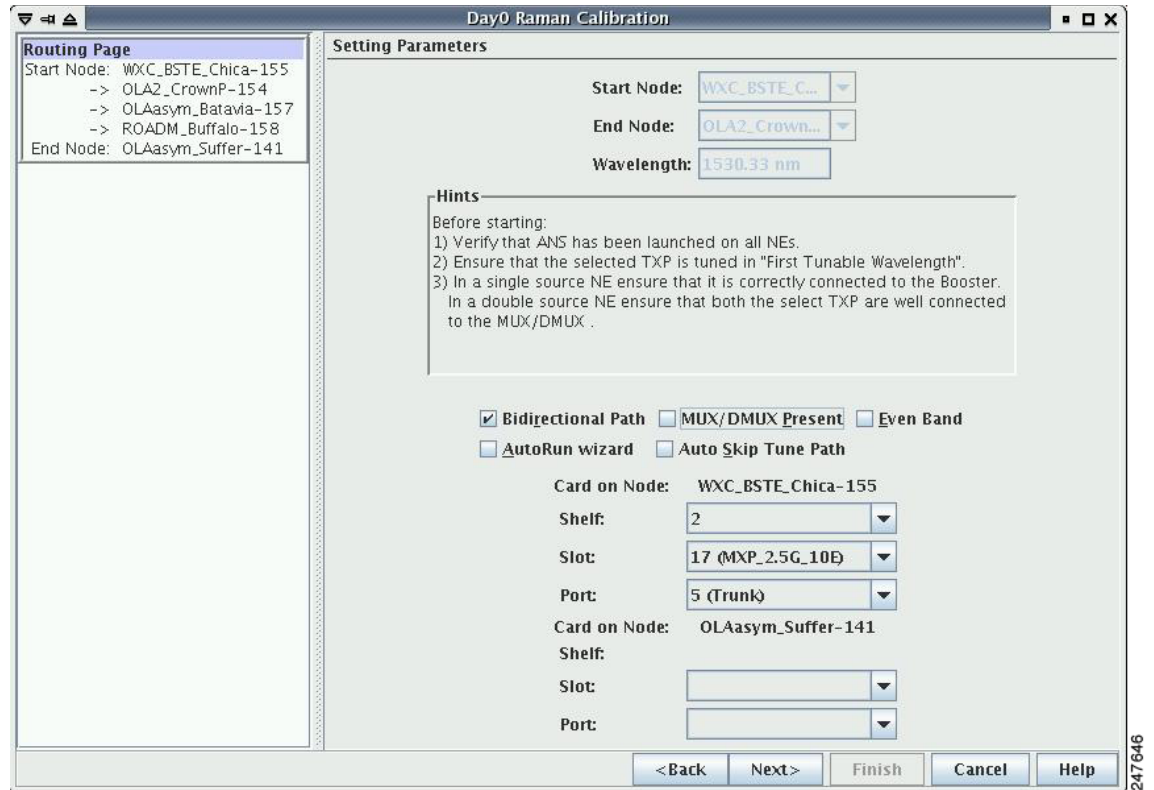 Day0 Raman Calibration
Routing Page
Start Node: WXC_BSTE_Chica-155
-> OLA2_CrownP-154
-> OLAasym_Batavia-157
-> ROADM_Buffalo-158
End Node: OLAasym_Suffer-141
Setting Parameters
Start Node: WXC_BSTE_C...
End Node: OLA2_Crown...
Wavelength: 1530.33 nm
Hints
Before starting:
1) Verify that ANS has been launched on all NEs.
2) Ensure that the selected TXP is tuned in "First Tunable Wavelength".
3) In a single source NE ensure that it is correctly connected to the Booster.
In a double source NE ensure that both the select TXP are well connected
to the MUX/DMUX .
Bidirectional Path MUX/DMUX Present Even Band
AutoRun wizard Auto Skip Tune Path
Card on Node: WXC_BSTE_Chica-155
Shelf: 2
Slot: 17 (MXP_2.5G_10E)
Port: 5 (Trunk)
Card on Node: OLAasym_Suffer-141
Shelf:
Slot:
Port:
<Back Next> Finish Cancel Help
247646